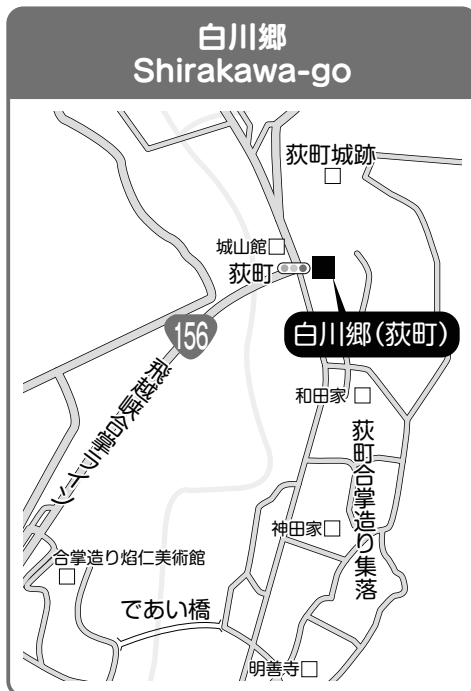 白川郷
Shirakawa-go
荻町城跡
城山館
荻町
白川郷(荻町)
156
飛越峡合掌ライン
和田家
荻町合掌造り集落
神田家
合掌造り焔仁美術館
であい橋
明善寺